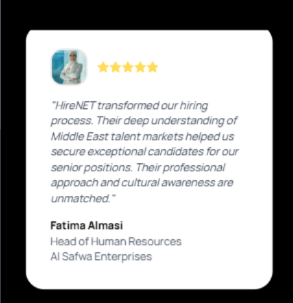 "HireNET transformed our hiring
process. Their deep understanding of
Middle East talent markets helped us
secure exceptional candidates for our
senior positions. Their professional
approach and cultural awareness are
unmatched."
Fatima Almasi
Head of Human Resources
Al Safwa Enterprises